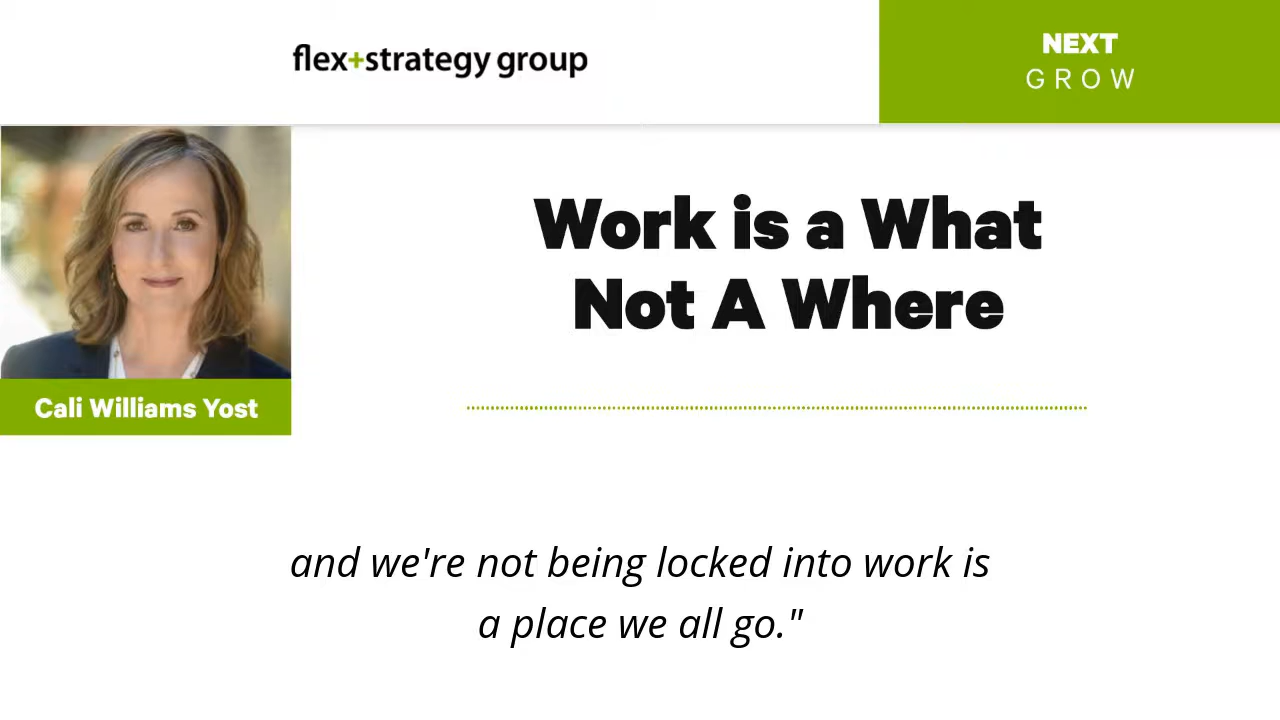 flex+strategy group
NEXT
GROW
Work is a What
Not A Where
Cali Williams Yost
and we're not being locked into work is
a place we all go."